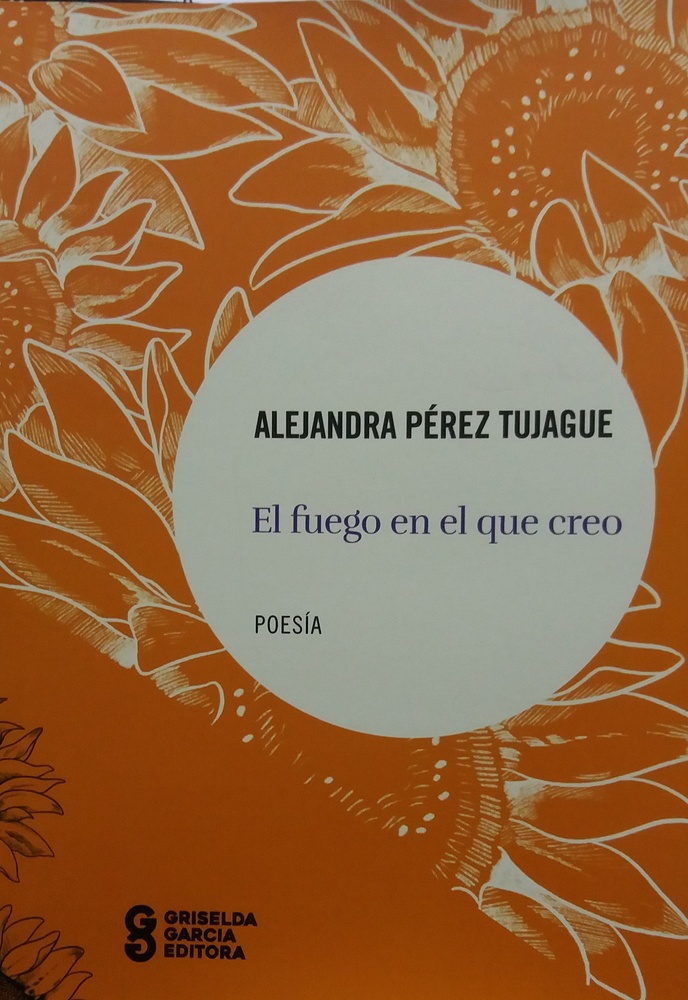 ALEJANDRA PÉREZ TUJAGUE
El fuego en el que creo
POESÍA
GRISELDA
GARCIA
EDITORA